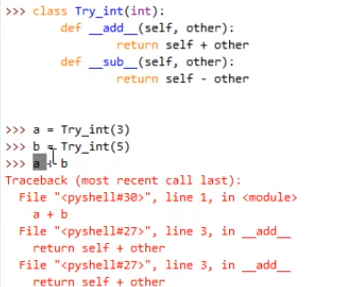 >>> class Try_int(int):
        def __add__(self, other):
                return self + other
        def __sub__(self, other):
                return self - other
>>> a = Try_int(3)
>>> b = Try_int(5)
>>> a + b
Traceback (most recent call last):
  File "<pyshell#30>", line 1, in <module>
    a + b
  File "<pyshell#27>", line 3, in __add__
    return self + other
  File "<pyshell#27>", line 3, in __add__
    return self + other